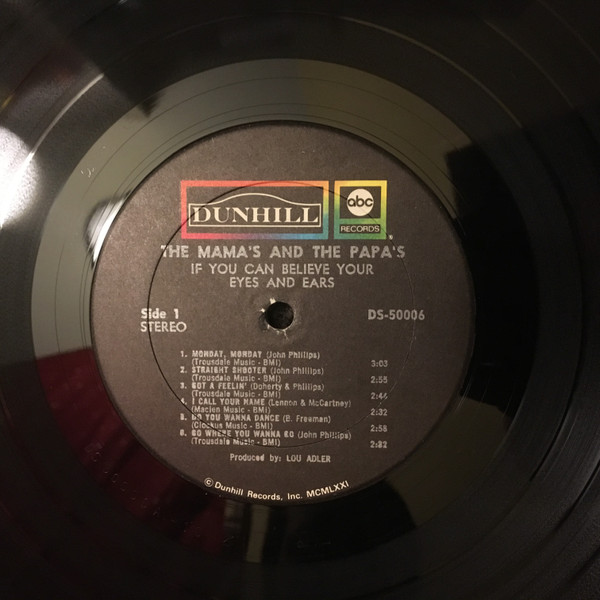 DUNHILL
abc
RECORDS
®
THE MAMA'S AND THE PAPA'S
IF YOU CAN BELIEVE YOUR
EYES AND EARS
Side 1
STEREO
DS-50006
1. MONDAY, MONDAY (John Phillips)
(Trousdale Music - BMI) 3:03
2. STRAIGHT SHOOTER (John Phillips)
(Trousdale Music - BMI) 2:55
3. GOT A FEELIN' (Doherty & Phillips)
(Trousdale Music - BMI) 2:44
4. I CALL YOUR NAME (Lennon & McCartney)
(Maclen Music - BMI) 2:32
5. DO YOU WANNA DANCE (B. Freeman)
(Clockus Music - BMI) 2:58
6. GO WHERE YOU WANNA GO (John Phillips)
(Trousdale Music - BMI)
Produced by: LOU ADLER
© Dunhill Records, Inc. MCMLXXI